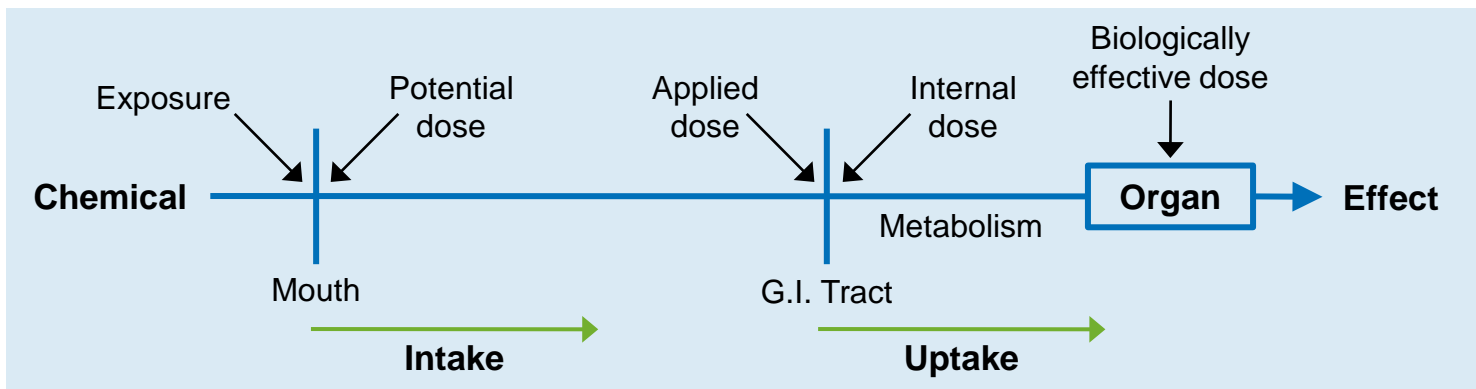 Biologically
effective dose
Exposure
Potential
dose
Applied
dose
Internal
dose
Chemical
Organ
Effect
Metabolism
Mouth
G.I. Tract
Intake
Uptake